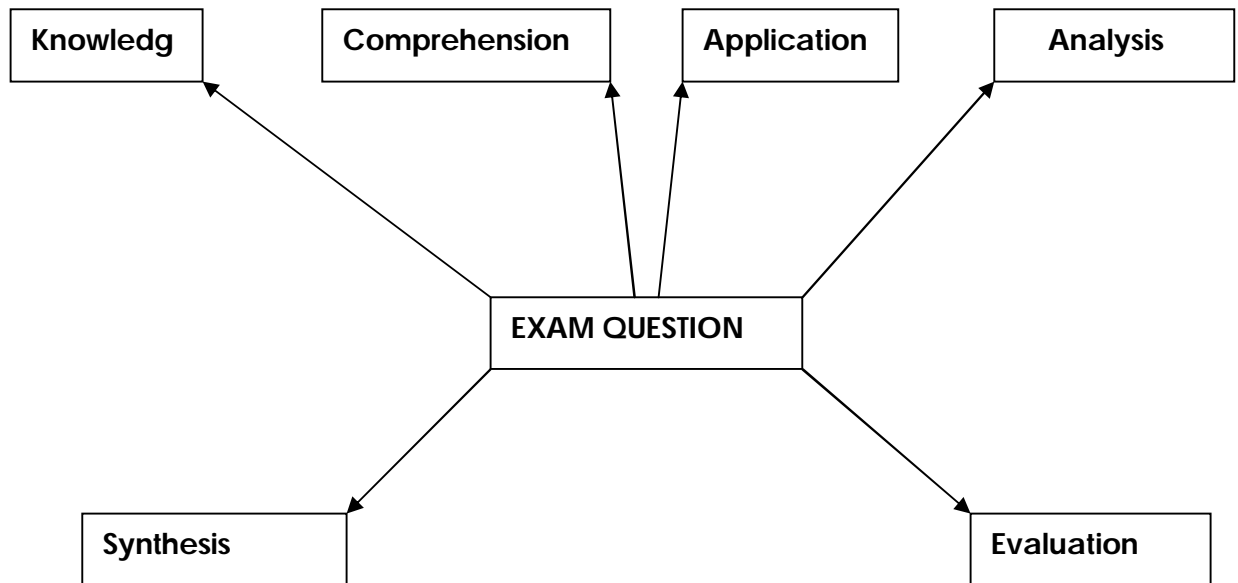 Knowledg
Comprehension
Application
Analysis
EXAM QUESTION
Synthesis
Evaluation